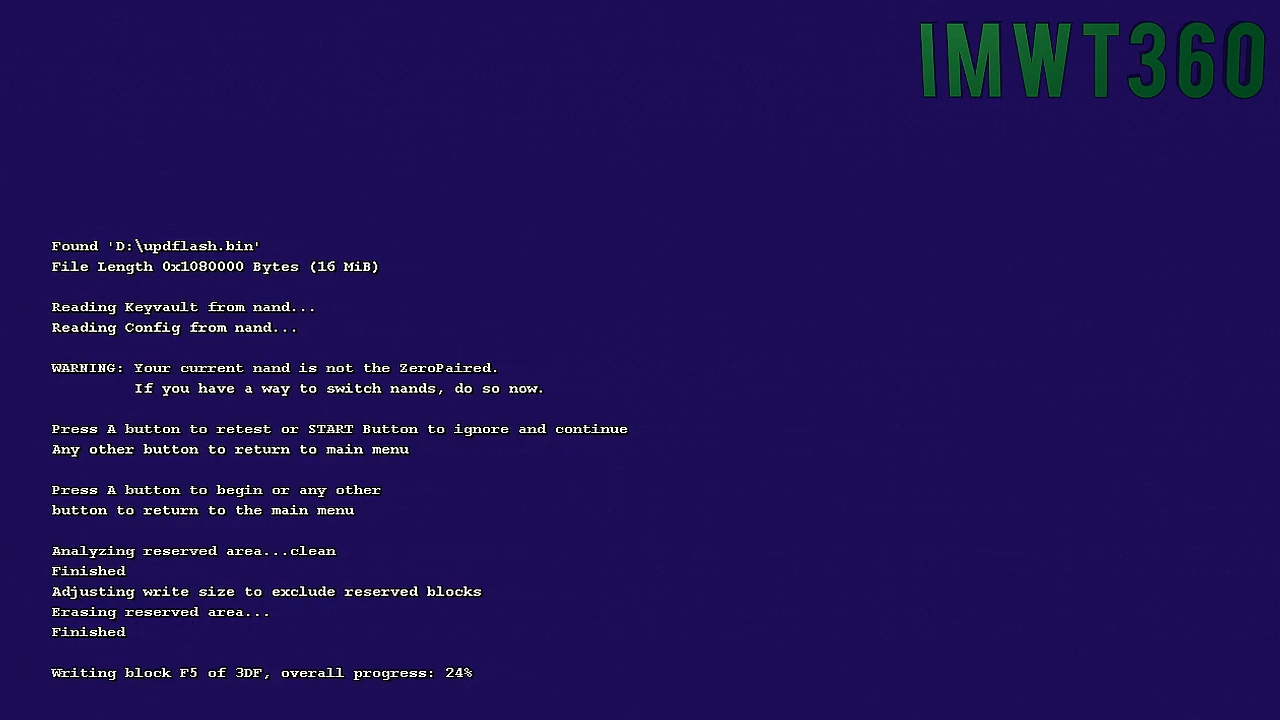 IMWT360
Found 'D:\updflash.bin'
File Length 0x1080000 Bytes (16 MiB)
Reading Keyvault from nand...
Reading Config from nand...
WARNING: Your current nand is not the ZeroPaired.
If you have a way to switch nands, do so now.
Press A button to retest or START Button to ignore and continue
Any other button to return to main menu
Press A button to begin or any other
button to return to the main menu
Analyzing reserved area...clean
Finished
Adjusting write size to exclude reserved blocks
Erasing reserved area...
Finished
Writing block F5 of 3DF, overall progress: 24%